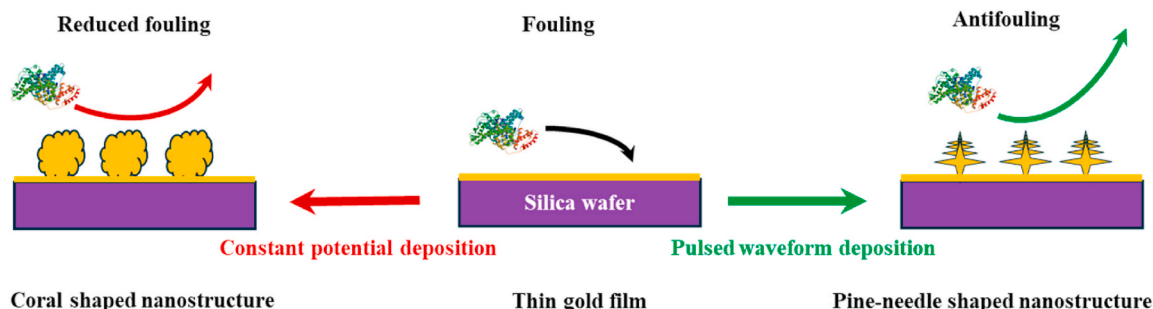 Reduced fouling
Fouling
Antifouling
Silica wafer
Constant potential deposition
Pulsed waveform deposition
Coral shaped nanostructure
Thin gold film
Pine-needle shaped nanostructure